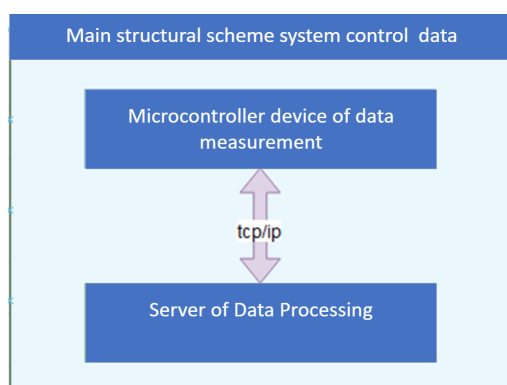 Main structural scheme system control data
Microcontroller device of data
measurement
tcp/ip
Server of Data Processing